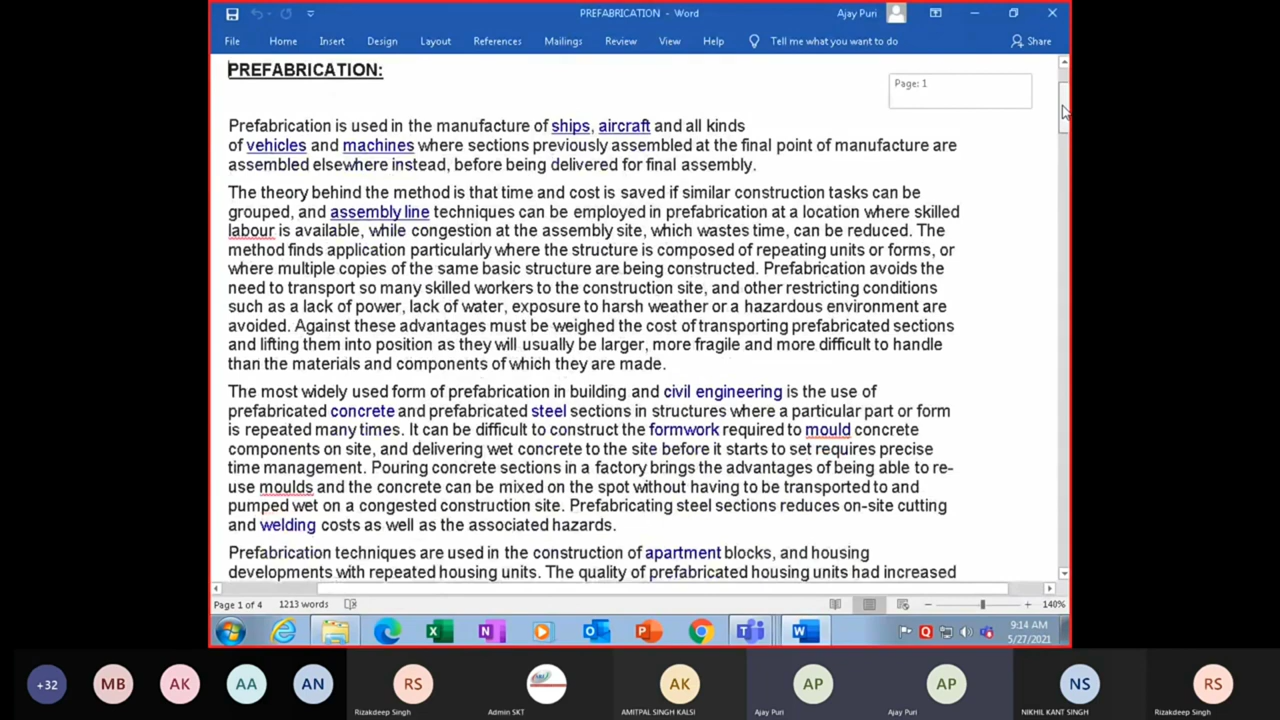 PREFABRICATION - Word
Ajay Puri
File Home Insert Design Layout References Mailings Review View Help Tell me what you want to do Share
PREFABRICATION:
Page: 1
Prefabrication is used in the manufacture of ships, aircraft and all kinds
of vehicles and machines where sections previously assembled at the final point of manufacture are
assembled elsewhere instead, before being delivered for final assembly.
The theory behind the method is that time and cost is saved if similar construction tasks can be
grouped, and assembly line techniques can be employed in prefabrication at a location where skilled
labour is available, while congestion at the assembly site, which wastes time, can be reduced. The
method finds application particularly where the structure is composed of repeating units or forms, or
where multiple copies of the same basic structure are being constructed. Prefabrication avoids the
need to transport so many skilled workers to the construction site, and other restricting conditions
such as a lack of power, lack of water, exposure to harsh weather or a hazardous environment are
avoided. Against these advantages must be weighed the cost of transporting prefabricated sections
and lifting them into position as they will usually be larger, more fragile and more difficult to handle
than the materials and components of which they are made.
The most widely used form of prefabrication in building and civil engineering is the use of
prefabricated concrete and prefabricated steel sections in structures where a particular part or form
is repeated many times. It can be difficult to construct the formwork required to mould concrete
components on site, and delivering wet concrete to the site before it starts to set requires precise
time management. Pouring concrete sections in a factory brings the advantages of being able to re-
use moulds and the concrete can be mixed on the spot without having to be transported to and
pumped wet on a congested construction site. Prefabricating steel sections reduces on-site cutting
and welding costs as well as the associated hazards.
Prefabrication techniques are used in the construction of apartment blocks, and housing
developments with repeated housing units. The quality of prefabricated housing units had increased
Page 1 of 4 1213 words 140%
9:14 AM
5/27/2021
+32 MB AK AA AN RS AK AP AP NS RS
Rizakdeep Singh Admin SKT AMITPAL SINGH KALSI Ajay Puri Ajay Puri NIKHIL KANT SINGH Rizakdeep Singh